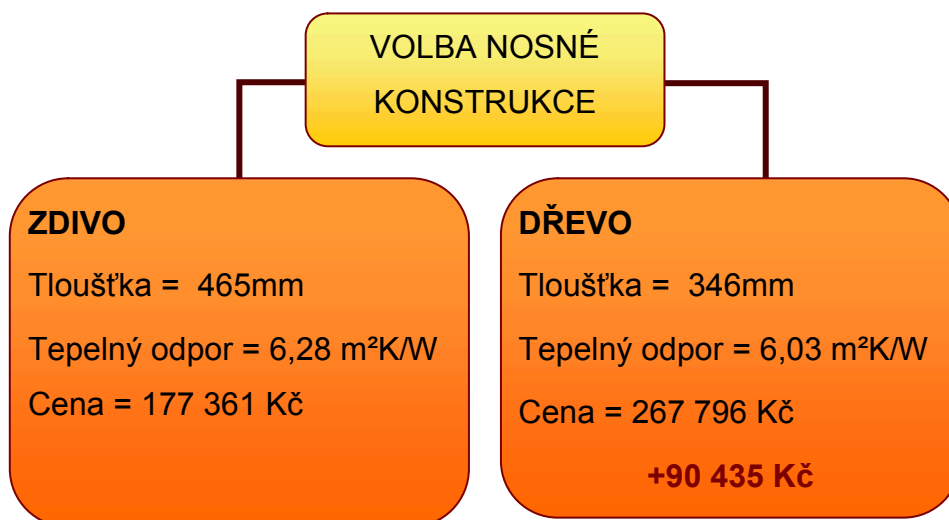 VOLBA NOSNÉ
KONSTRUKCE
ZDIVO
Tloušťka = 465mm
Tepelný odpor = 6,28 m²K/W
Cena = 177 361 Kč
DŘEVO
Tloušťka = 346mm
Tepelný odpor = 6,03 m²K/W
Cena = 267 796 Kč
+90 435 Kč